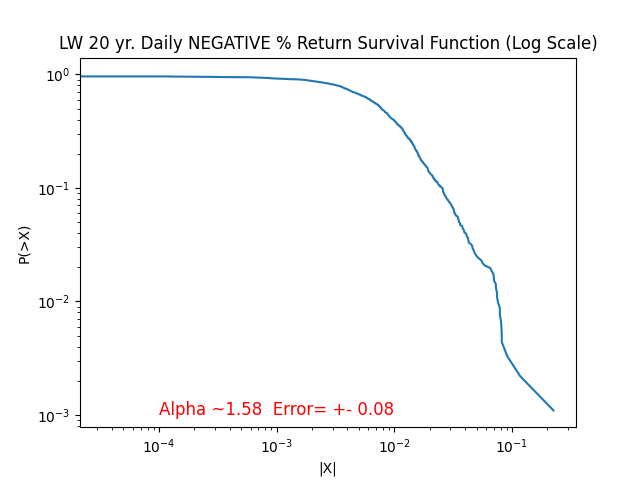 LW 20 yr. Daily NEGATIVE % Return Survival Function (Log Scale)
P(>X)
10⁰
10⁻¹
10⁻²
10⁻³
Alpha ~1.58  Error= +- 0.08
10⁻⁴ 10⁻³ 10⁻² 10⁻¹
|X|